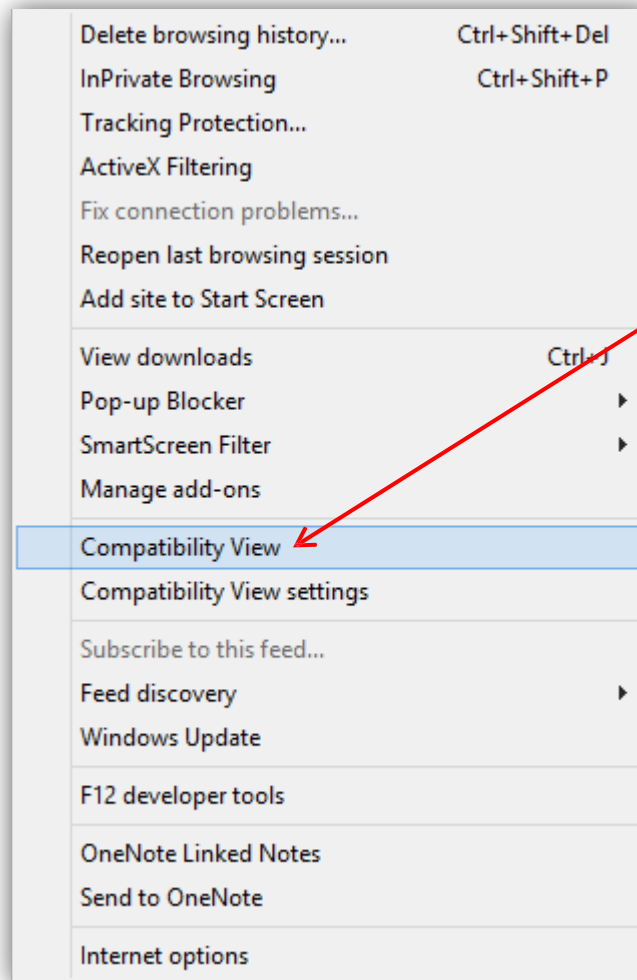 Delete browsing history... Ctrl+Shift+Del
InPrivate Browsing Ctrl+Shift+P
Tracking Protection...
ActiveX Filtering
Fix connection problems...
Reopen last browsing session
Add site to Start Screen
View downloads Ctrl+J
Pop-up Blocker
SmartScreen Filter
Manage add-ons
Compatibility View
Compatibility View settings
Subscribe to this feed...
Feed discovery
Windows Update
F12 developer tools
OneNote Linked Notes
Send to OneNote
Internet options